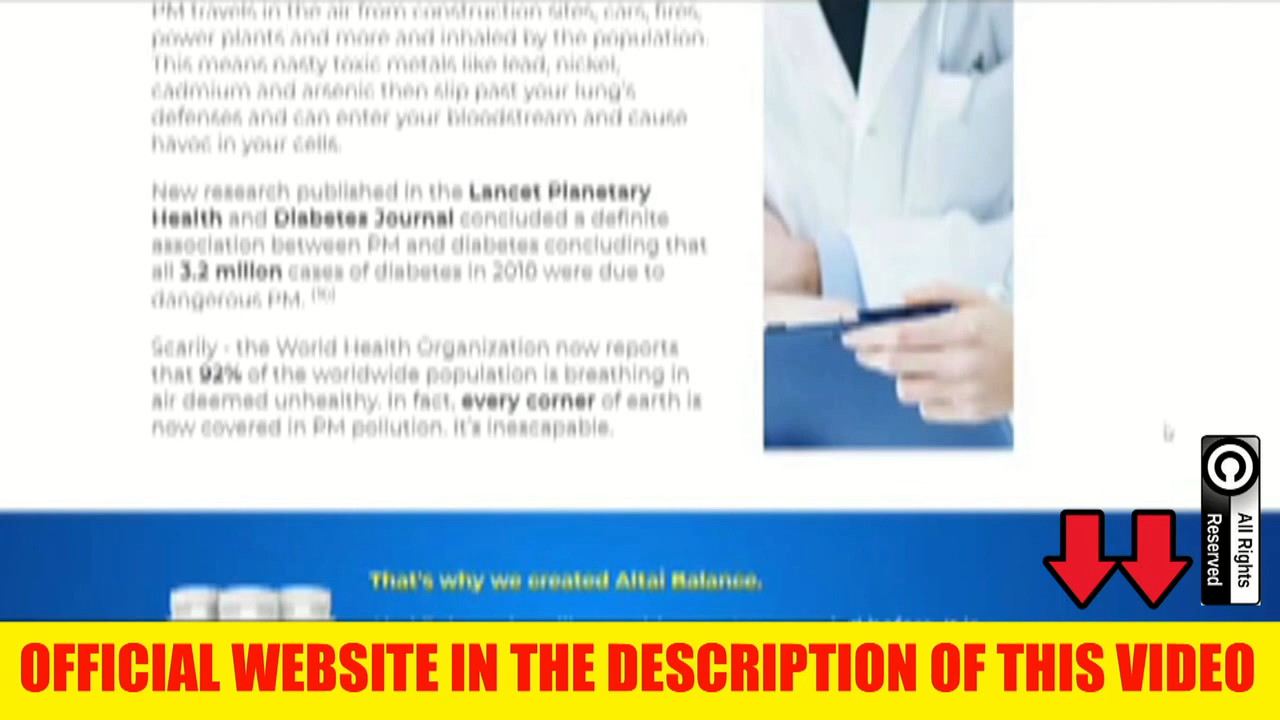 PM travels in the air from construction sites, cars, fires,
power plants and more and inhaled by the population.
This means nasty toxic metals like lead, nickel,
cadmium and arsenic then slip past your lung's
defenses and can enter your bloodstream and cause
havoc in your cells.
New research published in the Lancet Planetary
Health and Diabetes Journal concluded a definite
association between PM and diabetes concluding that
all 3.2 million cases of diabetes in 2010 were due to
dangerous PM.
Scarily - the World Health Organization now reports
that 92% of the worldwide population is breathing in
air deemed unhealthy. In fact, every corner of earth is
now covered in PM pollution. It's inescapable.
That's why we created Altai Balance.
All Rights
Reserved
OFFICIAL WEBSITE IN THE DESCRIPTION OF THIS VIDEO